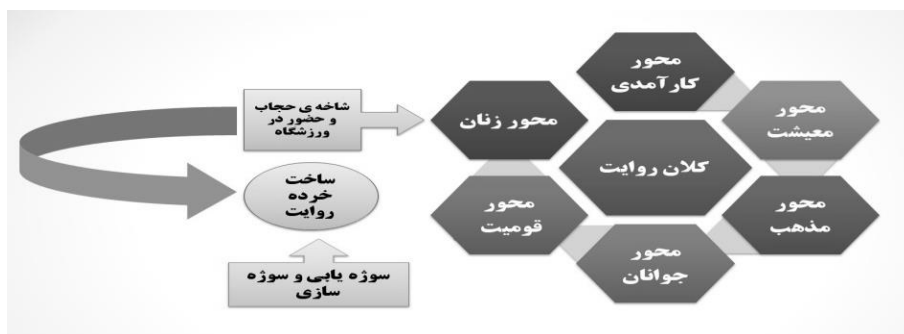 محور
کارآمدی
محور
معیشت
محور زنان
شاخه ی حجاب
و حضور در
ورزشگاه
کلان روایت
ساخت
خرده
روایت
محور
قومیت
محور
مذهب
محور
جوانان
سوژه یابی و سوژه
سازی